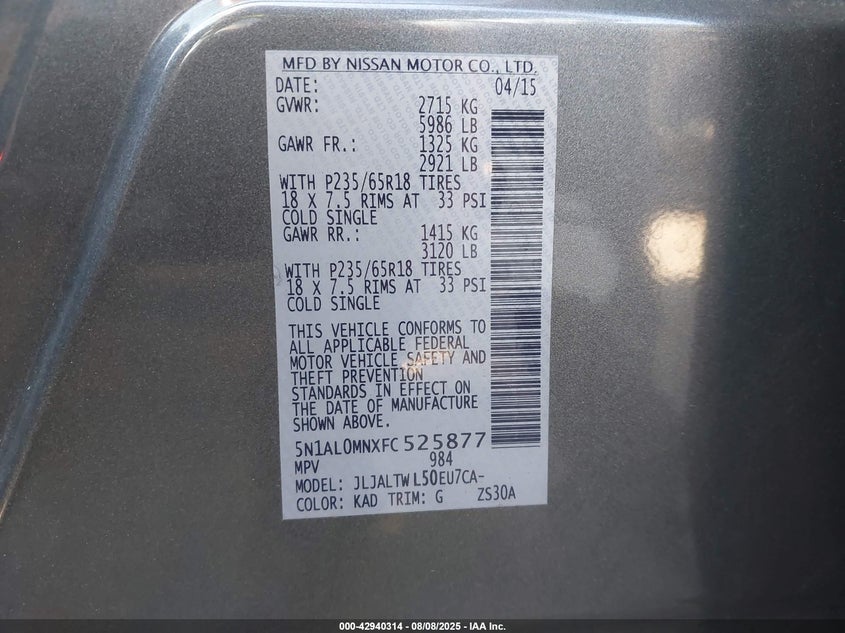 MFD BY NISSAN MOTOR CO., LTD.
DATE: 04/15
GVWR: 2715 KG
5986 LB
GAWR FR.: 1325 KG
2921 LB
WITH P235/65R18 TIRES
18 X 7.5 RIMS AT 33 PSI
COLD SINGLE
GAWR RR.: 1415 KG
3120 LB
WITH P235/65R18 TIRES
18 X 7.5 RIMS AT 33 PSI
COLD SINGLE
THIS VEHICLE CONFORMS TO
ALL APPLICABLE FEDERAL
MOTOR VEHICLE SAFETY AND
THEFT PREVENTION
STANDARDS IN EFFECT ON
THE DATE OF MANUFACTURE
SHOWN ABOVE.
5N1AL0MNXFC525877
MPV 984
MODEL: JLJALTWL50EU7CA-
COLOR: KAD TRIM: G ZS30A
000-42940314 - 08/08/2025 - IAA Inc.